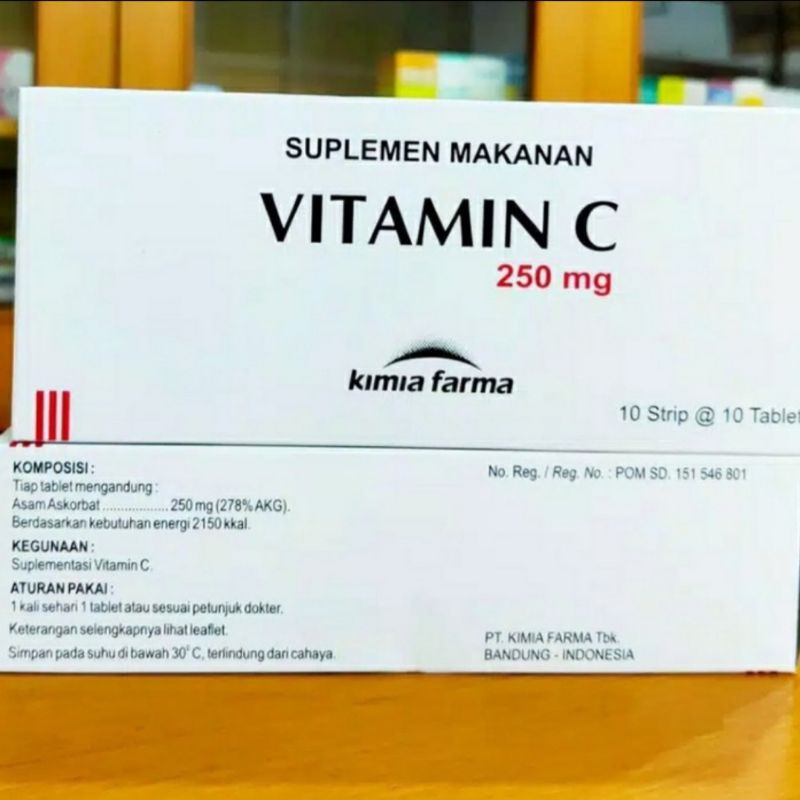 SUPLEMEN MAKANAN
VITAMIN C
250 mg
kimia farma
10 Strip @ 10 Tablet
KOMPOSISI :
Tiap tablet mengandung :
Asam Askorbat .................. 250 mg (278% AKG).
Berdasarkan kebutuhan energi 2150 kkal.
KEGUNAAN :
Suplementasi Vitamin C.
ATURAN PAKAI :
1 kali sehari 1 tablet atau sesuai petunjuk dokter.
Keterangan selengkapnya lihat leaflet.
Simpan pada suhu di bawah 30° C, terlindung dari cahaya.
No. Reg. / Reg. No. : POM SD. 151 546 801
PT. KIMIA FARMA Tbk.
BANDUNG - INDONESIA